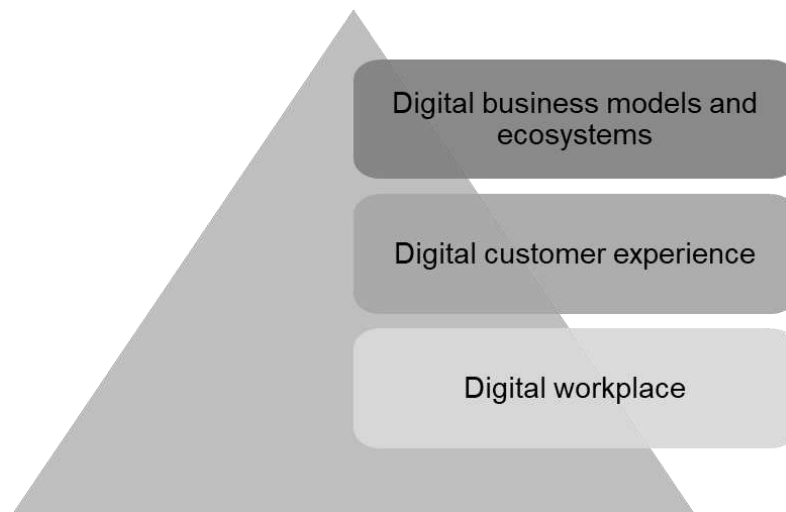 Digital business models and
ecosystems
Digital customer experience
Digital workplace